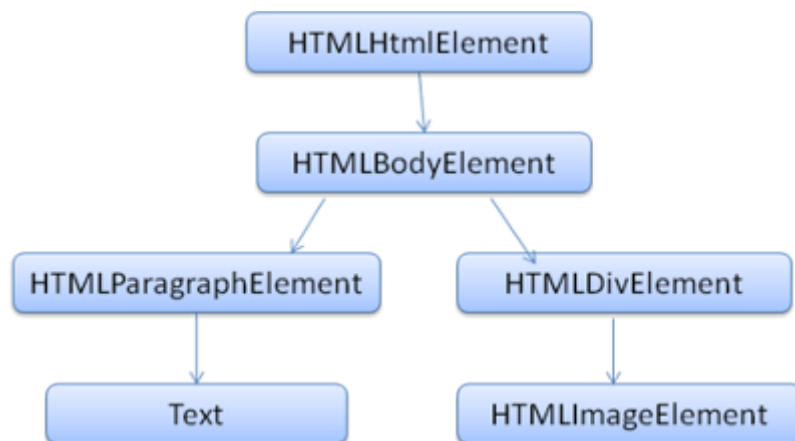 HTMLHtmlElement
HTMLBodyElement
HTMLParagraphElement
HTMLDivElement
Text
HTMLImageElement